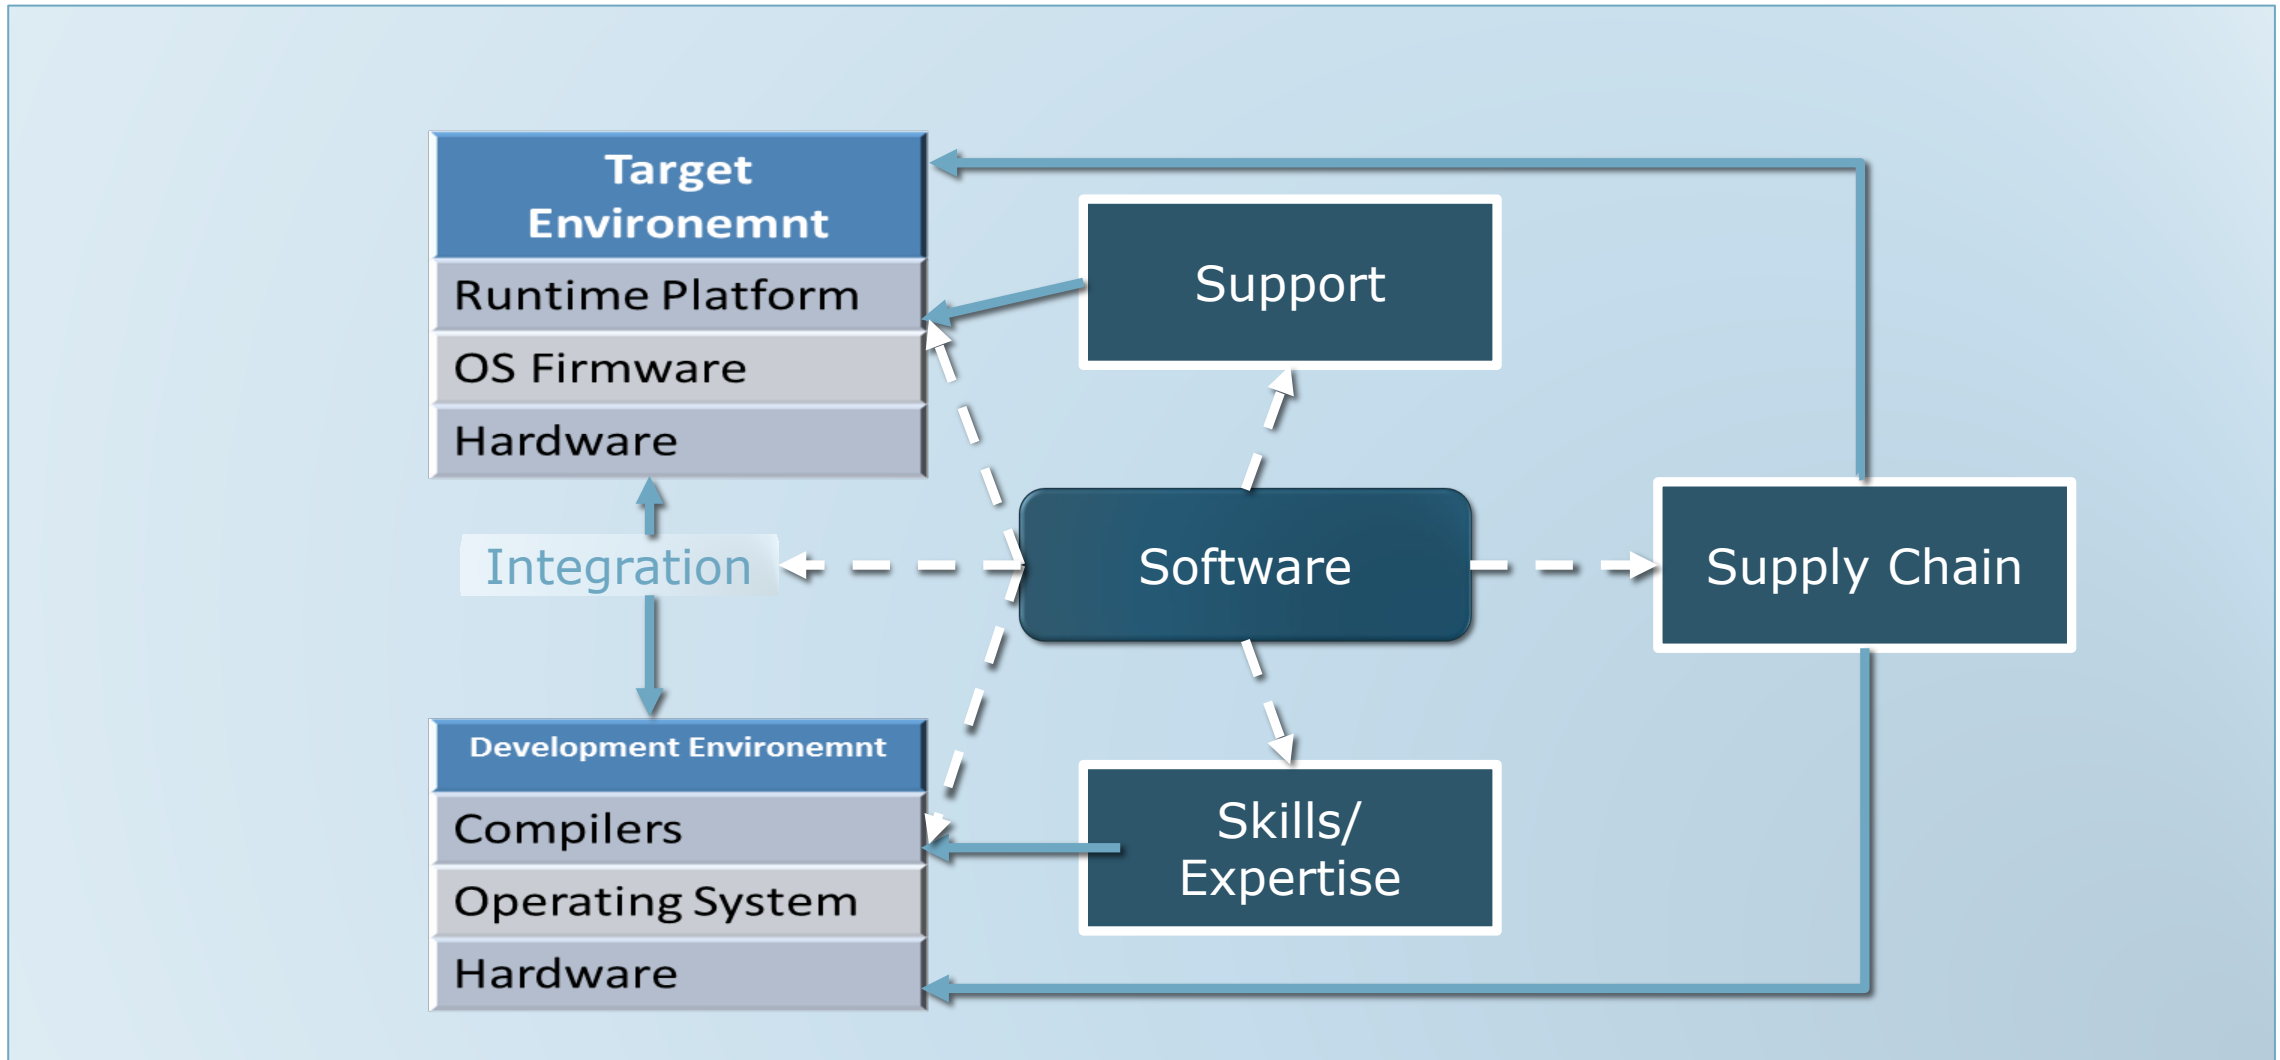 Target
Environemnt
Runtime Platform
OS Firmware
Hardware
Support
Integration
Software
Supply Chain
Development Environemnt
Compilers
Operating System
Hardware
Skills/
Expertise